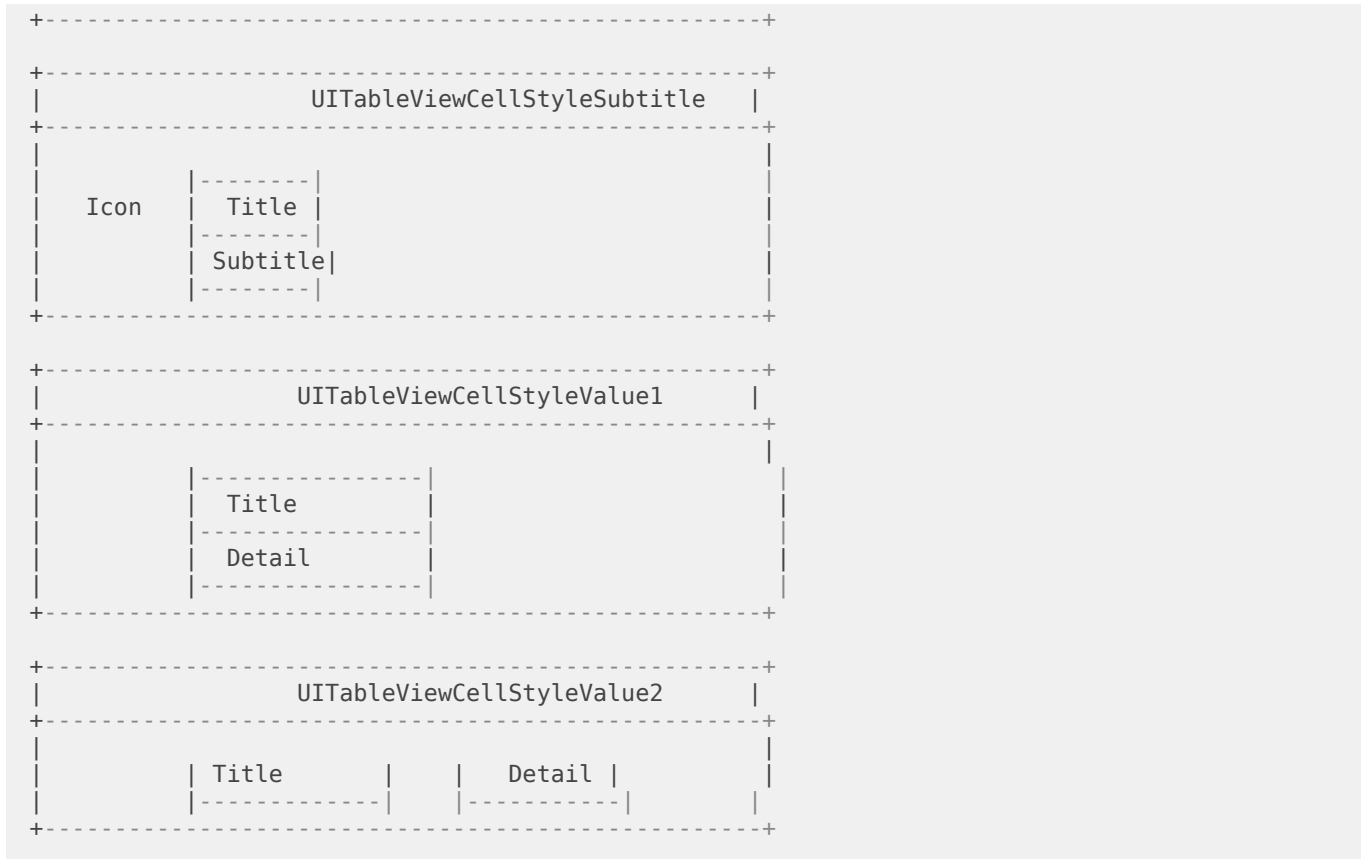 +--------------------------------------------------+
+--------------------------------------------------+
|                   UITableViewCellStyleSubtitle   |
+--------------------------------------------------+
|                                                  |
|          |--------|                              |
|   Icon   |  Title |                              |
|          |--------|                              |
|          | Subtitle|                             |
|          |--------|                              |
+--------------------------------------------------+
+--------------------------------------------------+
|                  UITableViewCellStyleValue1      |
+--------------------------------------------------+
|                                                  |
|          |----------------|                       |
|          |  Title         |                       |
|          |----------------|                       |
|          |  Detail        |                       |
|          |----------------|                       |
+--------------------------------------------------+
+--------------------------------------------------+
|                  UITableViewCellStyleValue2      |
+--------------------------------------------------+
|                                                  |
|          | Title       |    |   Detail |          |
|          |-------------|    |-----------|        |
+--------------------------------------------------+